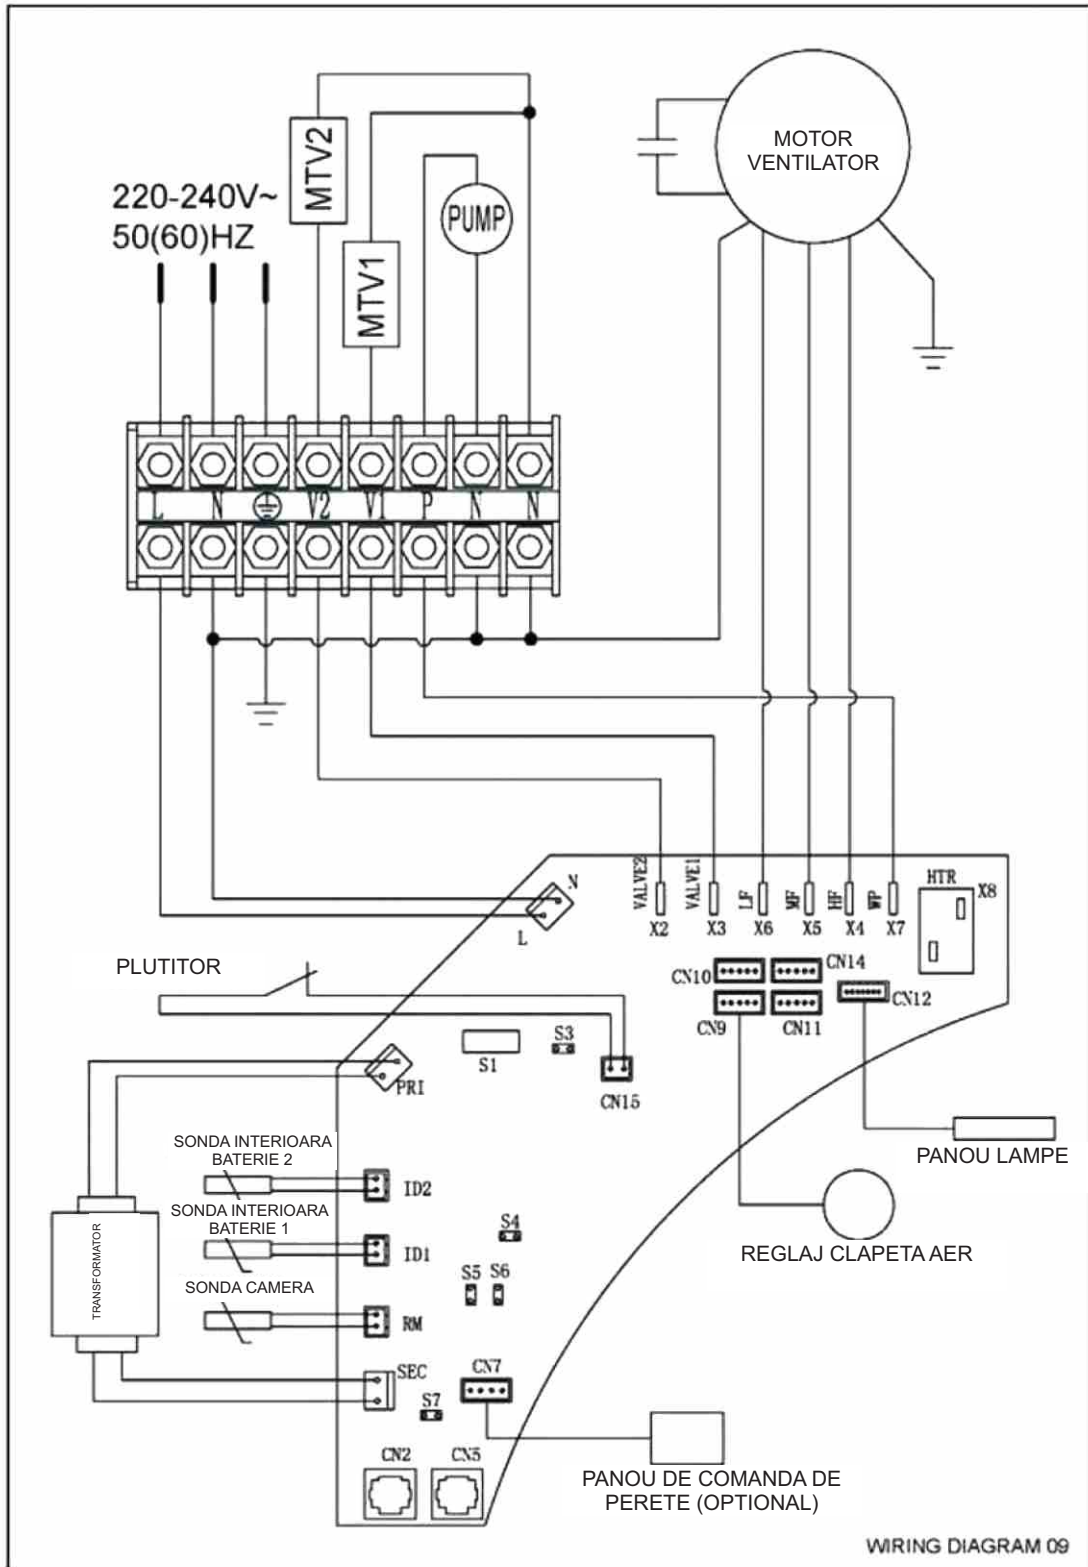 MOTOR
VENTILATOR
MTV2
220-240V~
50(60)HZ
PUMP
MTV1
L N V2 V1 P N N
VALVE2
VALVE1
LF
MF
HF
WP
HTR
X8
X2 X3 X6 X5 X4 X7
N
L
PLUTITOR
CN10
CN14
CN12
CN9
CN11
S1
S3
CN15
PRI
PANOU LAMPE
SONDA INTERIOARA
BATERIE 2
ID2
SONDA INTERIOARA
BATERIE 1
ID1
S4
REGLAJ CLAPETA AER
TRANSFORMATOR
SONDA CAMERA
S5 S6
RM
SEC
CN7
S7
CN2
CN5
PANOU DE COMANDA DE
PERETE (OPTIONAL)
WIRING DIAGRAM 09